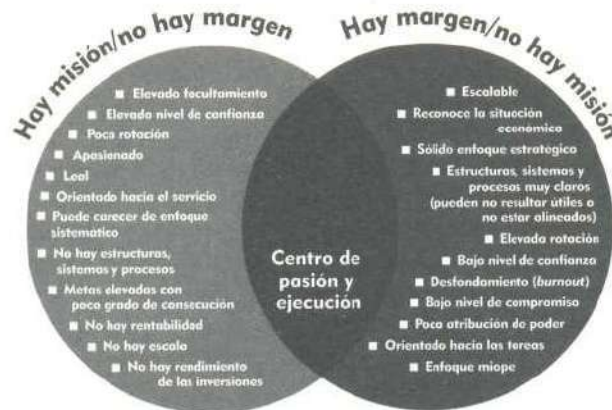 Hay misión/no hay margen
Elevado facultamiento
Elevado nivel de confianza
Poca rotación
Apasionado
Leal
Orientado hacia el servicio
Puede carecer de enfoque
sistemático
No hay estructuras,
sistemas y procesos
Metas elevadas con
poco grado de consecución
No hay rentabilidad
No hay escala
No hay rendimiento
de las inversiones
Centro de
pasión y
ejecución
Hay margen/no hay misión
Escalable
Reconoce la situación
económica
Sólido enfoque estratégico
Estructuras, sistemas y
procesos muy claros
(pueden no resultar útiles o
no estar alineados)
Elevada rotación
Bajo nivel de confianza
Desfondamiento (burnout)
Bajo nivel de compromiso
Poca atribución de poder
Orientado hacia las tareas
Enfoque miope